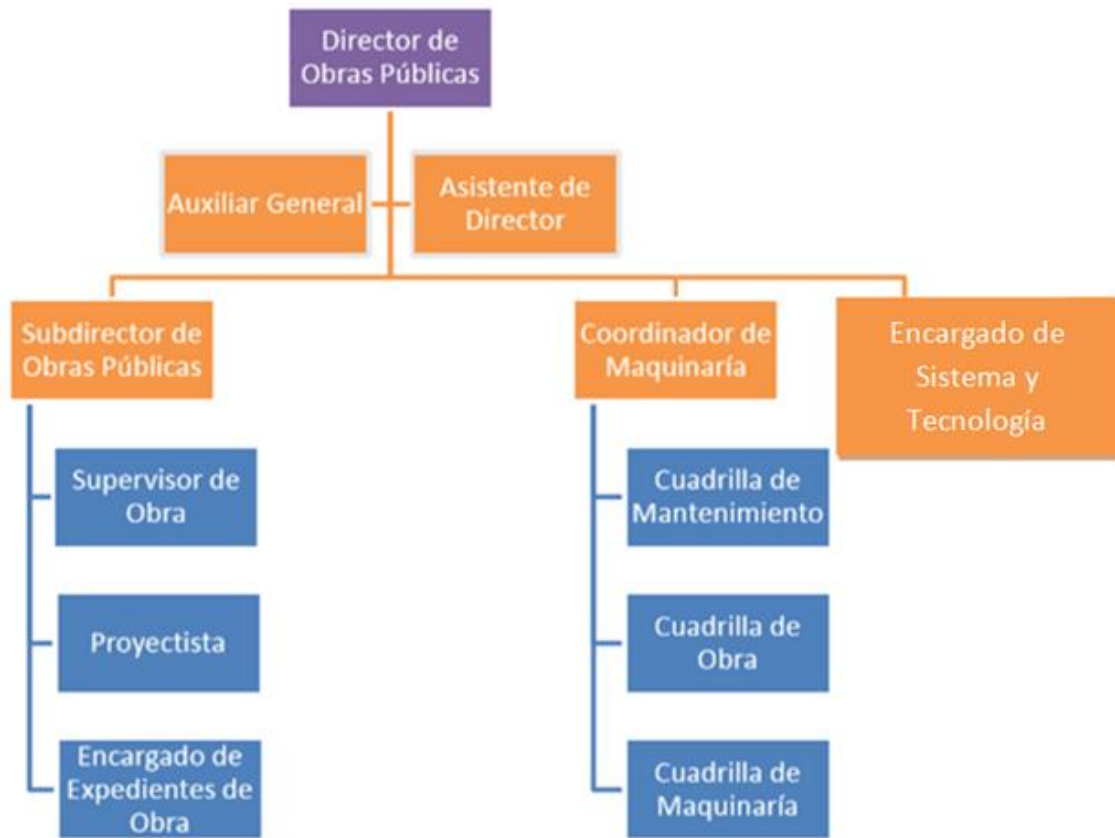 Director de
Obras Públicas
Auxiliar General
Asistente de
Director
Subdirector de
Obras Públicas
Coordinador de
Maquinaría
Encargado de
Sistema y
Tecnología
Supervisor de
Obra
Proyectista
Encargado de
Expedientes de
Obra
Cuadrilla de
Mantenimiento
Cuadrilla de
Obra
Cuadrilla de
Maquinaría